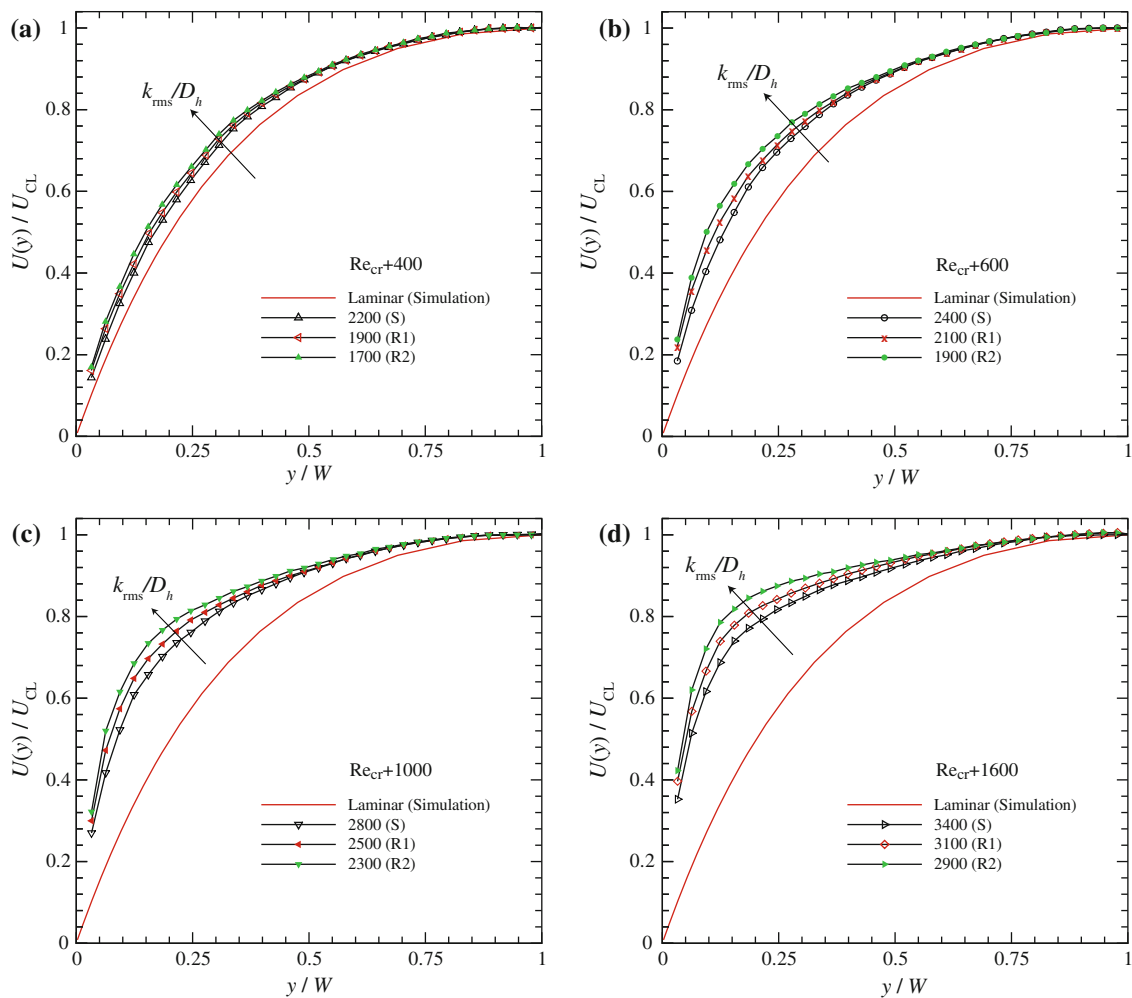 (a)
1
0.8
0.6
0.4
0.2
0
U(y) / U_CL
k_rms/D_h
Re_cr+400
Laminar (Simulation)
2200 (S)
1900 (R1)
1700 (R2)
0 0.25 0.5 0.75 1
y / W
(b)
1
0.8
0.6
0.4
0.2
0
U(y) / U_CL
k_rms/D_h
Re_cr+600
Laminar (Simulation)
2400 (S)
2100 (R1)
1900 (R2)
0 0.25 0.5 0.75 1
y / W
(c)
1
0.8
0.6
0.4
0.2
0
U(y) / U_CL
k_rms/D_h
Re_cr+1000
Laminar (Simulation)
2800 (S)
2500 (R1)
2300 (R2)
0 0.25 0.5 0.75 1
y / W
(d)
1
0.8
0.6
0.4
0.2
0
U(y) / U_CL
k_rms/D_h
Re_cr+1600
Laminar (Simulation)
3400 (S)
3100 (R1)
2900 (R2)
0 0.25 0.5 0.75 1
y / W